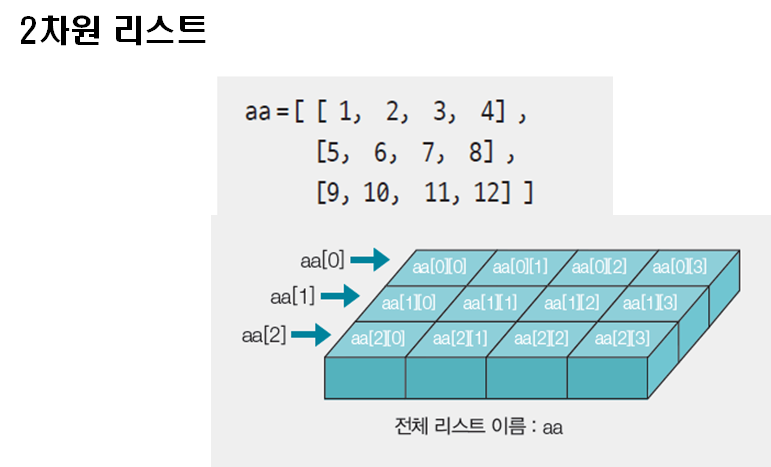 2차원 리스트
aa=[ [ 1, 2, 3, 4] ,
[5, 6, 7, 8] ,
[9, 10, 11, 12] ]
aa[0] aa[0][0] aa[0][1] aa[0][2] aa[0][3]
aa[1] aa[1][0] aa[1][1] aa[1][2] aa[1][3]
aa[2] aa[2][0] aa[2][1] aa[2][2] aa[2][3]
전체 리스트 이름 : aa